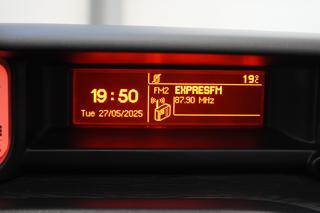 19°C
19:50
FM2 EXPRESFM
87.90 MHz
Tue 27/05/2025